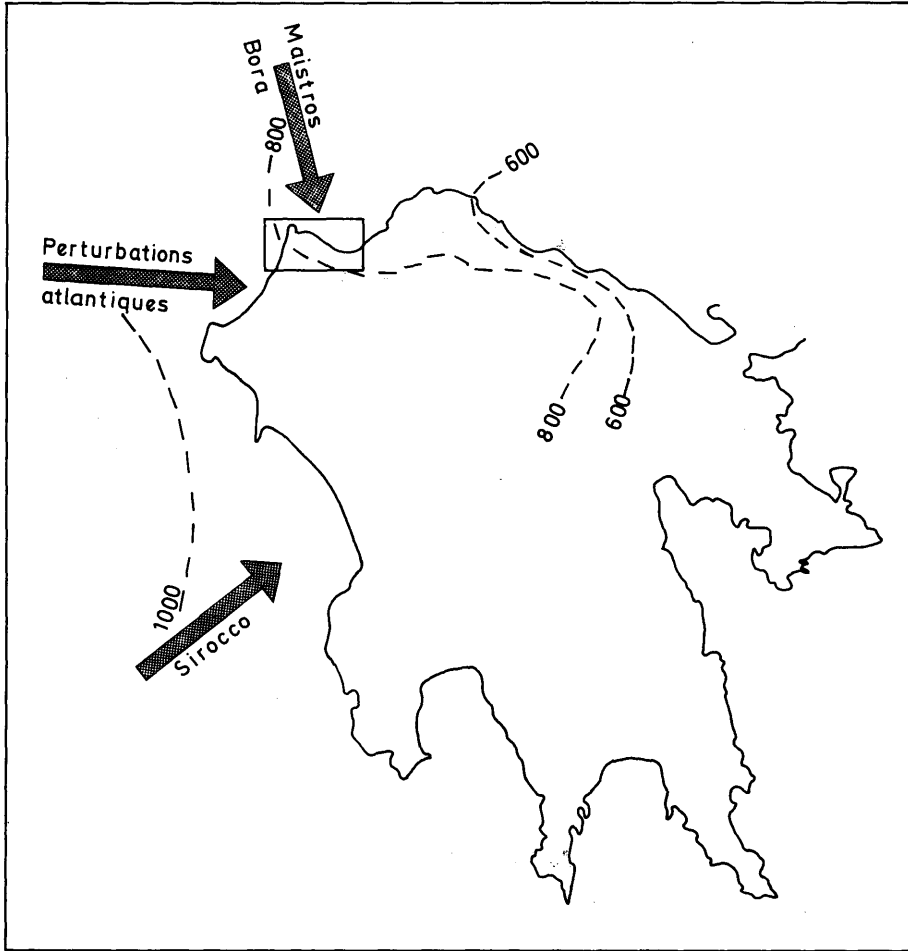 Maistros
Bora
800
600
Perturbations
atlantiques
800
600
1000
Sirocco